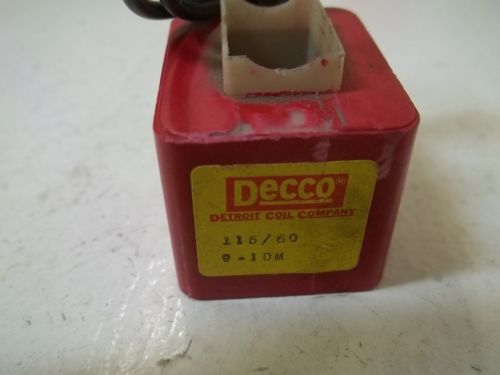 Decco®
DETROIT COIL COMPANY
115/60
9-10M